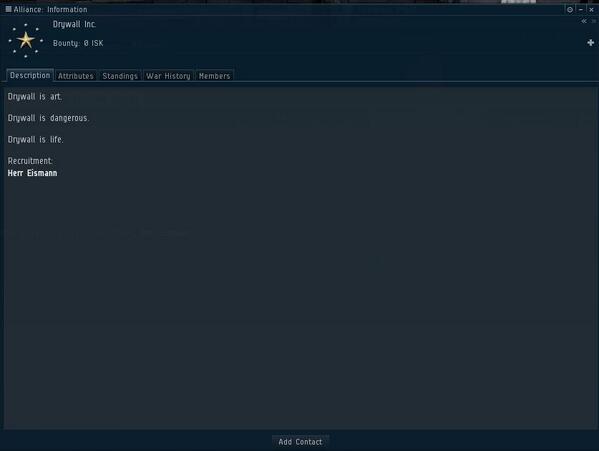 Alliance: Information
Drywall Inc.
Bounty: 0 ISK
Description Attributes Standings War History Members
Drywall is art.
Drywall is dangerous.
Drywall is life.
Recruitment:
Herr Eismann
Add Contact